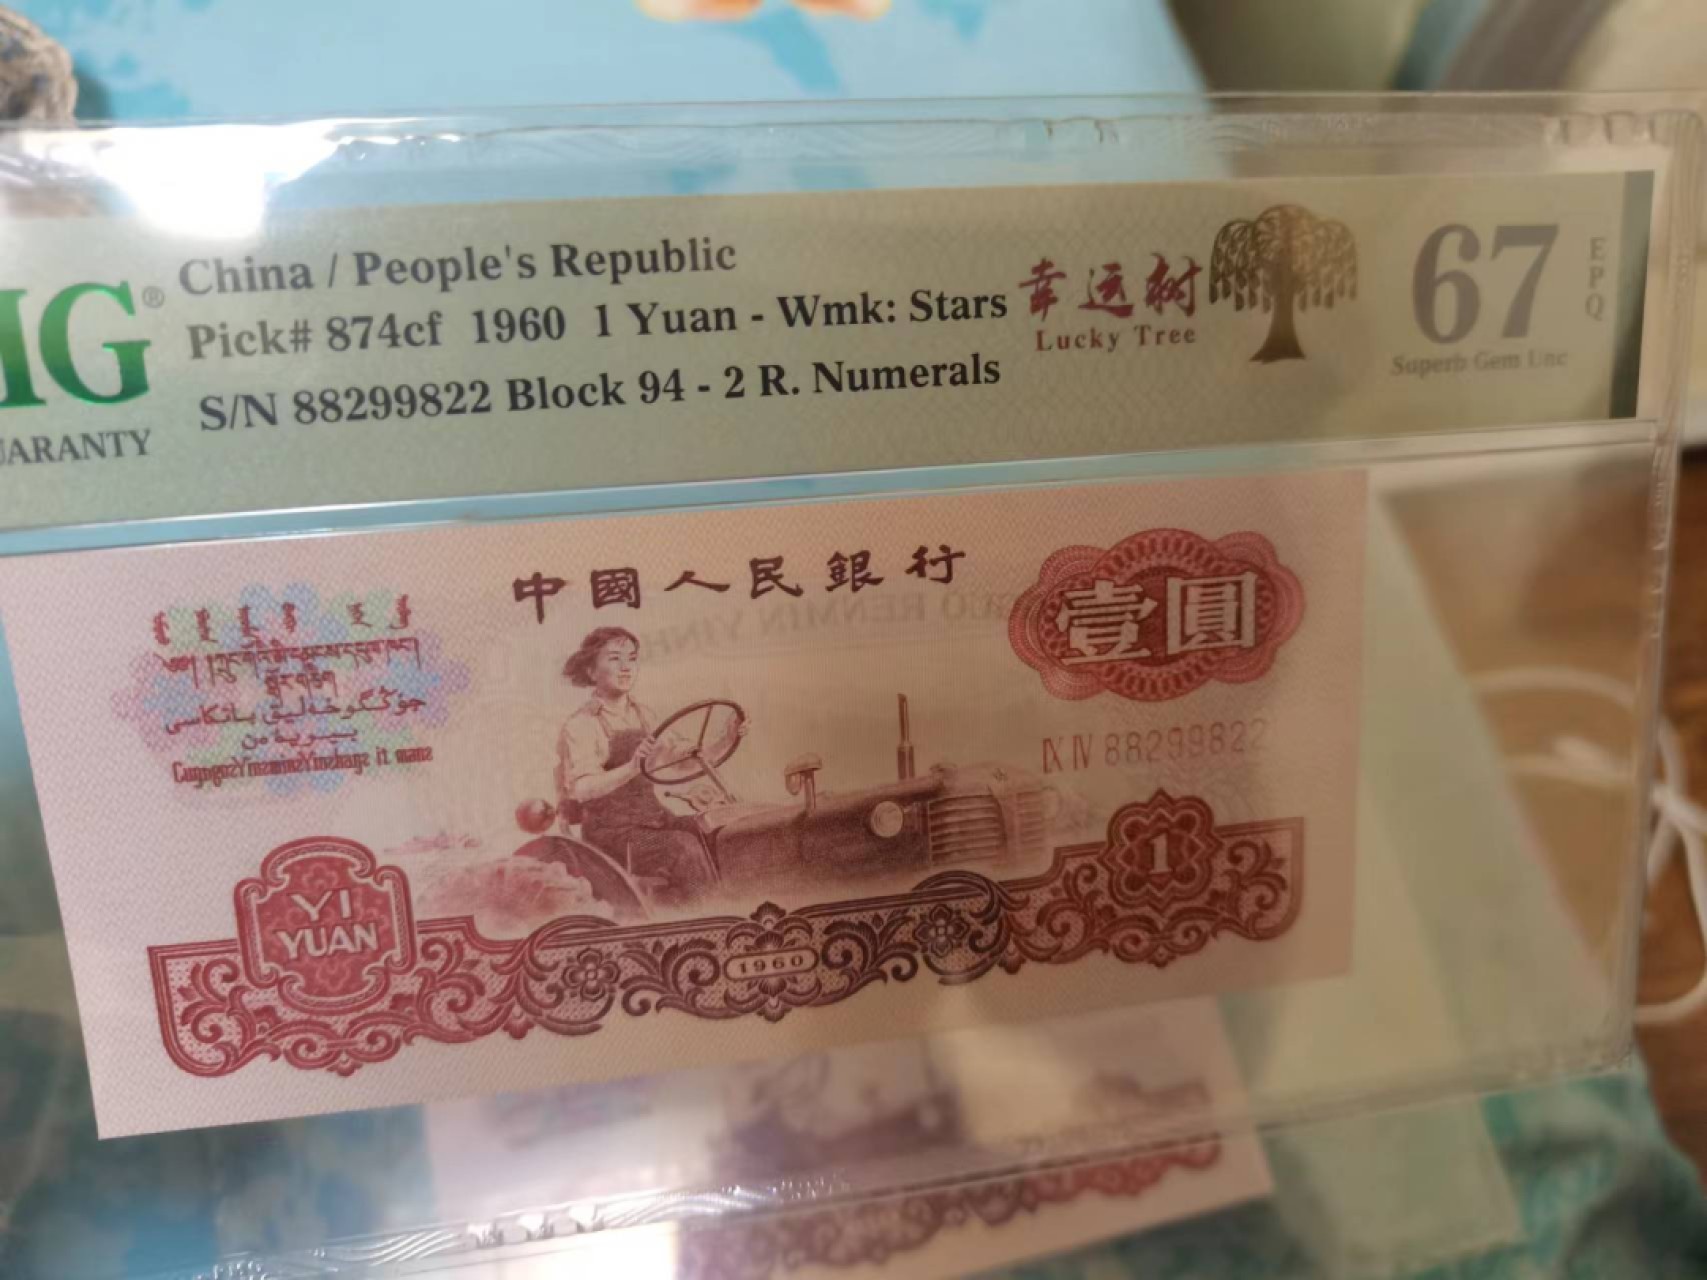 China / People's Republic
Pick# 874cf 1960 1 Yuan - Wmk: Stars
S/N 88299822 Block 94 - 2 R. Numerals
幸运树
Lucky Tree
67
EPQ
Superb Gem Unc
MG®
UARANTY
中國人民銀行
壹圓
IX IV 88299822
YI
YUAN
1960
1